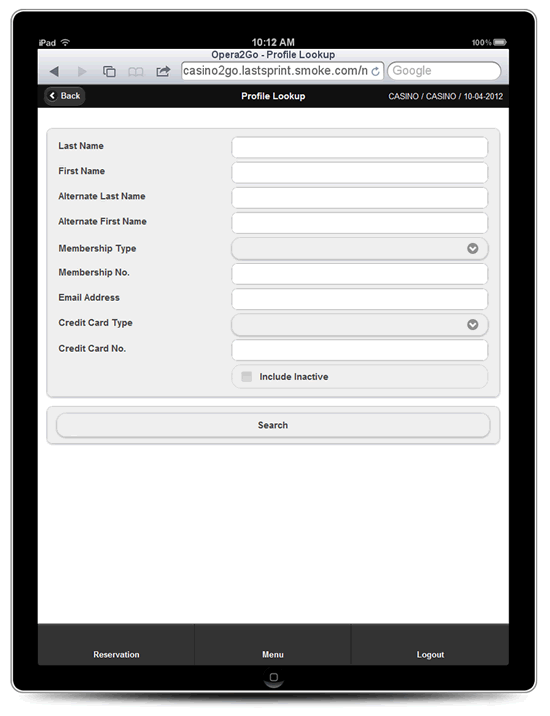 iPad 10:12 AM 100%
Opera2Go - Profile Lookup
casino2go.lastsprint.smoke.com/n Google
Back Profile Lookup CASINO / CASINO / 10-04-2012
Last Name
First Name
Alternate Last Name
Alternate First Name
Membership Type
Membership No.
Email Address
Credit Card Type
Credit Card No.
Include Inactive
Search
Reservation Menu Logout